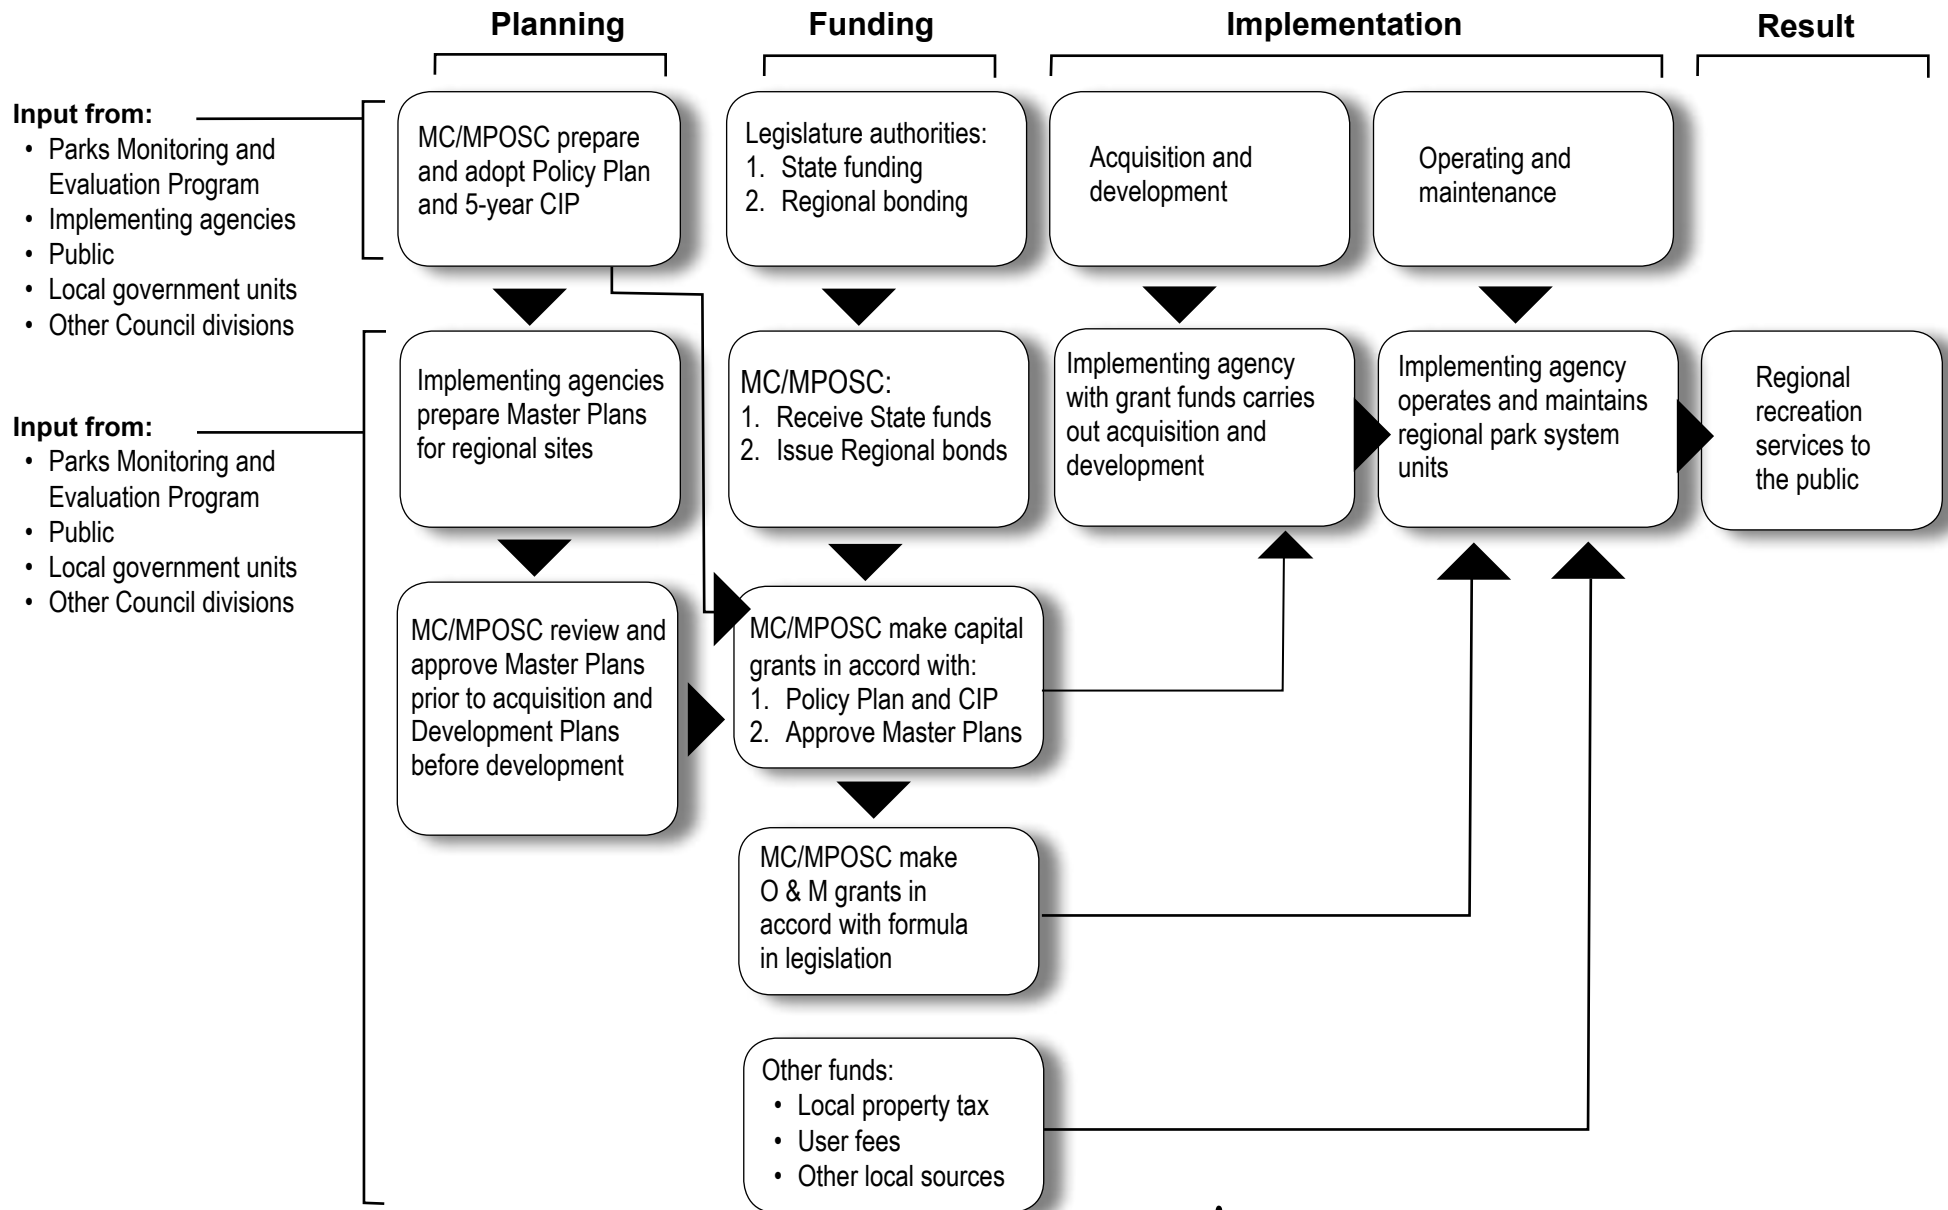 Planning
Funding
Implementation
Result
Input from:
• Parks Monitoring and
Evaluation Program
• Implementing agencies
• Public
• Local government units
• Other Council divisions
Input from:
• Parks Monitoring and
Evaluation Program
• Public
• Local government units
• Other Council divisions
MC/MPOSC prepare
and adopt Policy Plan
and 5-year CIP
Implementing agencies
prepare Master Plans
for regional sites
MC/MPOSC review and
approve Master Plans
prior to acquisition and
Development Plans
before development
Legislature authorities:
1. State funding
2. Regional bonding
MC/MPOSC:
1. Receive State funds
2. Issue Regional bonds
MC/MPOSC make capital
grants in accord with:
1. Policy Plan and CIP
2. Approve Master Plans
MC/MPOSC make
O & M grants in
accord with formula
in legislation
Other funds:
• Local property tax
• User fees
• Other local sources
Acquisition and
development
Implementing agency
with grant funds carries
out acquisition and
development
Operating and
maintenance
Implementing agency
operates and maintains
regional park system
units
Regional
recreation
services to
the public